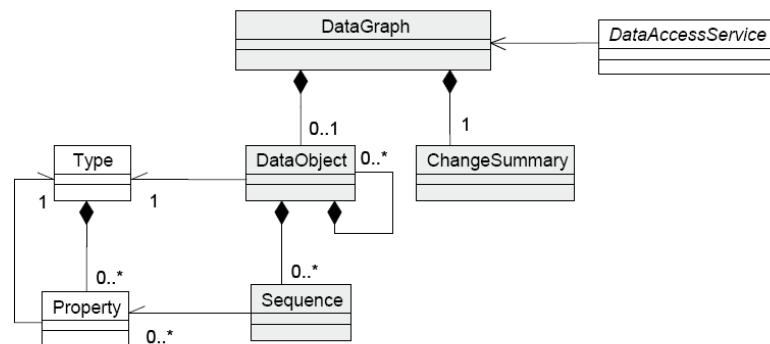 DataGraph
DataAccessService
0..1
1
Type
DataObject
0..*
ChangeSummary
1
1
0..*
0..*
Property
Sequence
0..*